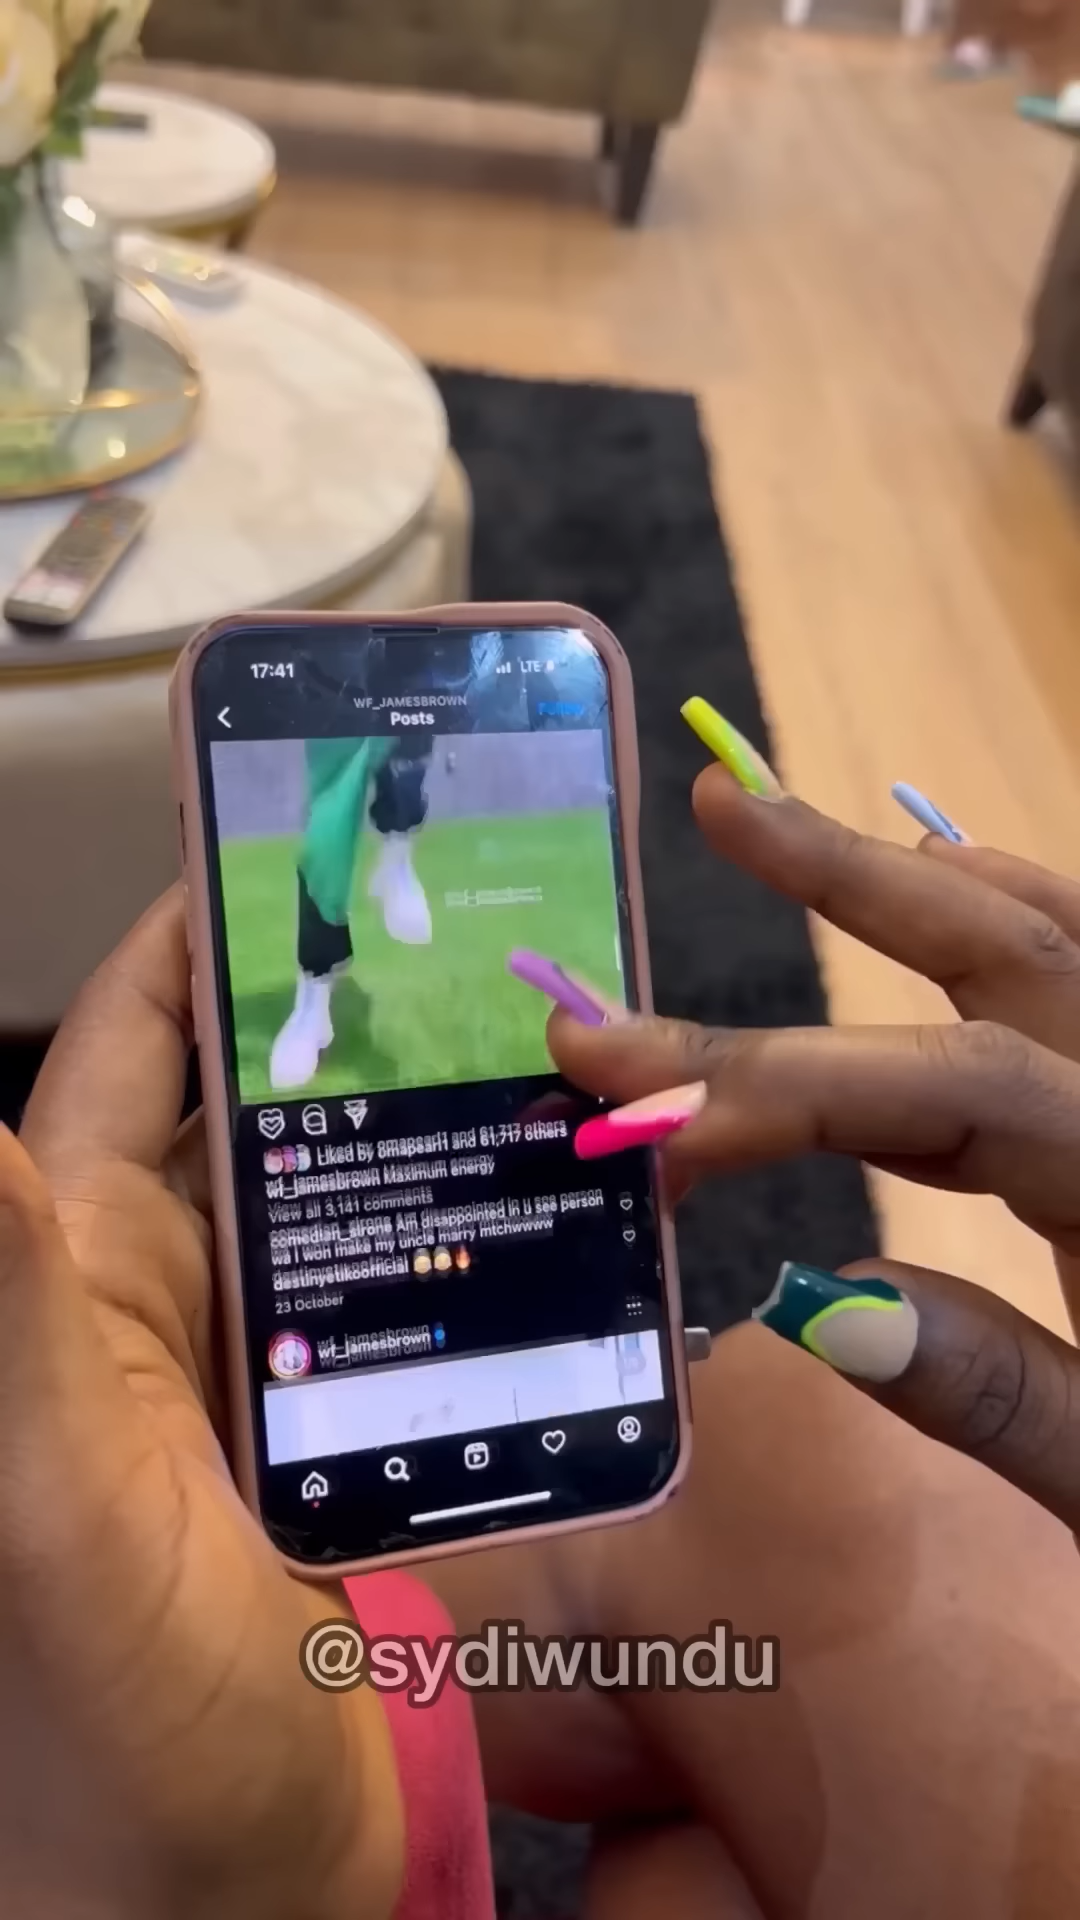 17:41
LTE
WF_JAMESBROWN
Posts
Follow
Liked by omapearl1 and 61,717 others
wf_jamesbrown Maximum energy
View all 3,141 comments
comedian_sirone Am disappointed in u see person
wa I won make my uncle marry mtchwwww
destinyetikoofficial
23 October
wf_jamesbrown
@sydiwundu